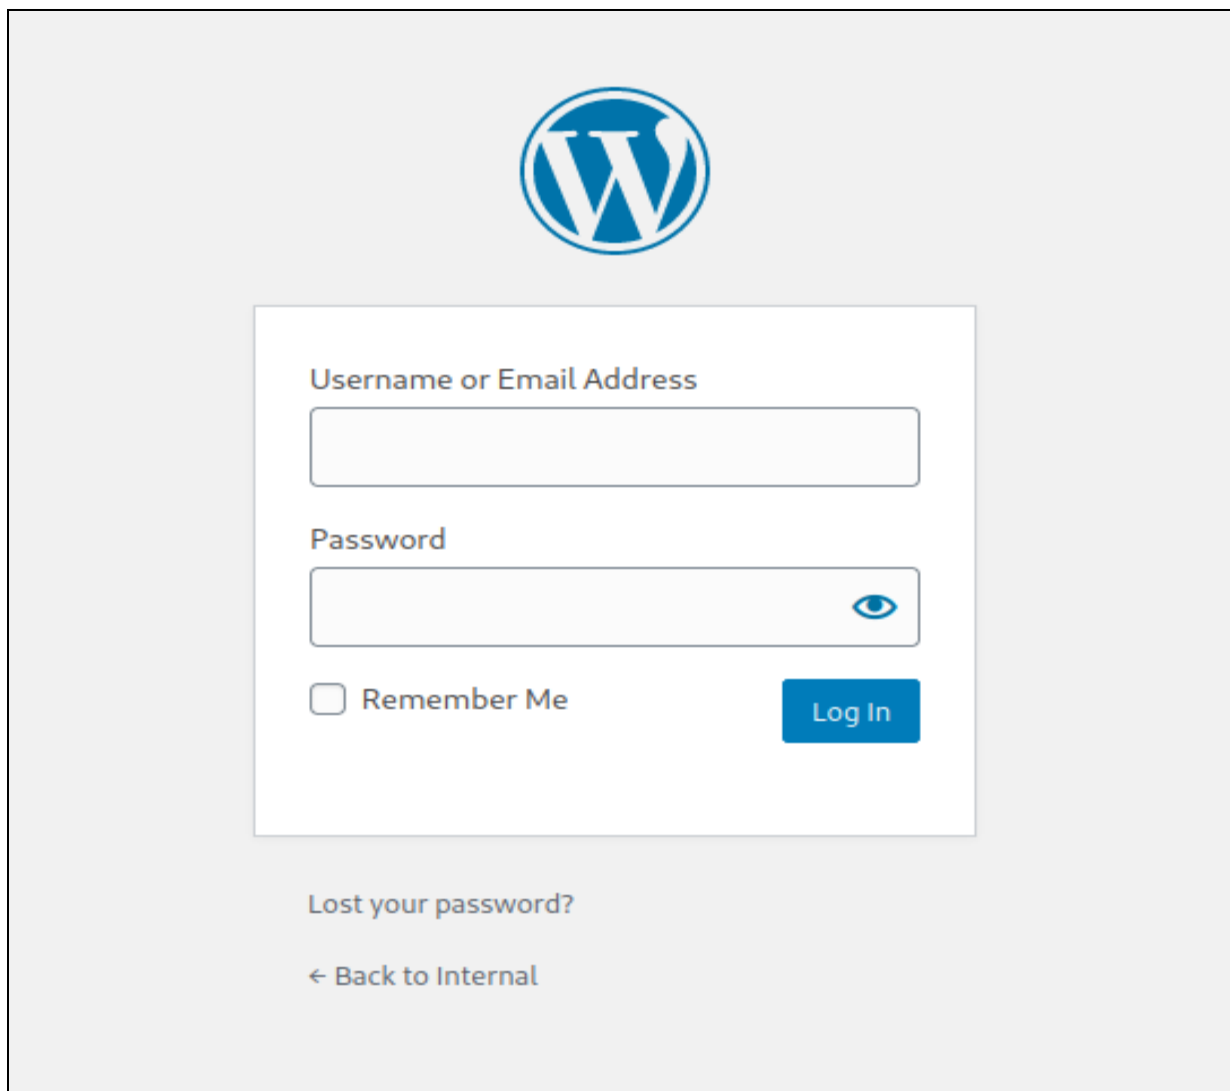 Username or Email Address
Password
Remember Me
Log In
Lost your password?
← Back to Internal